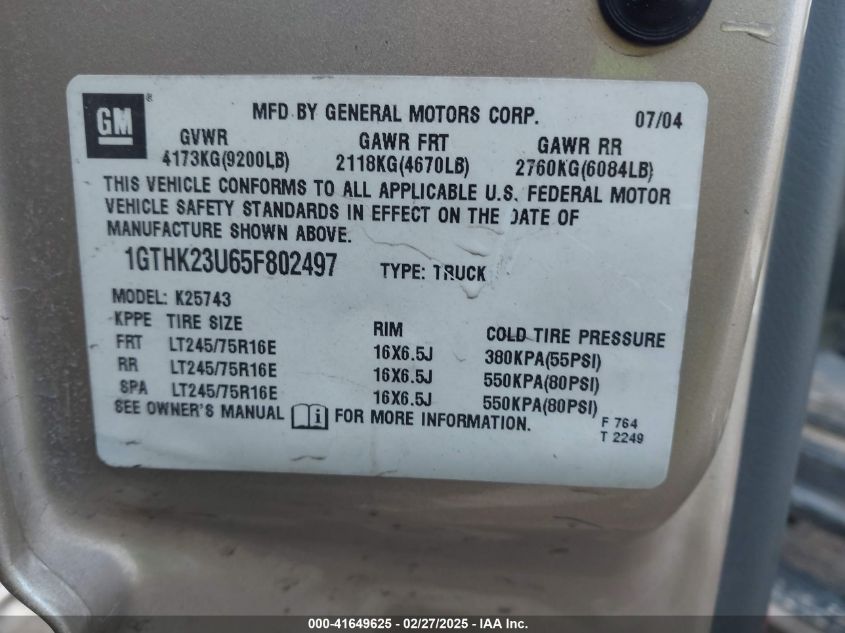 GM ®
MFD BY GENERAL MOTORS CORP. 07/04
GVWR GAWR FRT GAWR RR
4173KG(9200LB) 2118KG(4670LB) 2760KG(6084LB)
THIS VEHICLE CONFORMS TO ALL APPLICABLE U.S. FEDERAL MOTOR
VEHICLE SAFETY STANDARDS IN EFFECT ON THE DATE OF
MANUFACTURE SHOWN ABOVE.
1GTHK23U65F802497 TYPE: TRUCK
MODEL: K25743
KPPE TIRE SIZE RIM COLD TIRE PRESSURE
FRT LT245/75R16E 16X6.5J 380KPA(55PSI)
RR LT245/75R16E 16X6.5J 550KPA(80PSI)
SPA LT245/75R16E 16X6.5J 550KPA(80PSI)
SEE OWNER'S MANUAL i FOR MORE INFORMATION.
F 764
T 2249
000-41649625 - 02/27/2025 - IAA Inc.